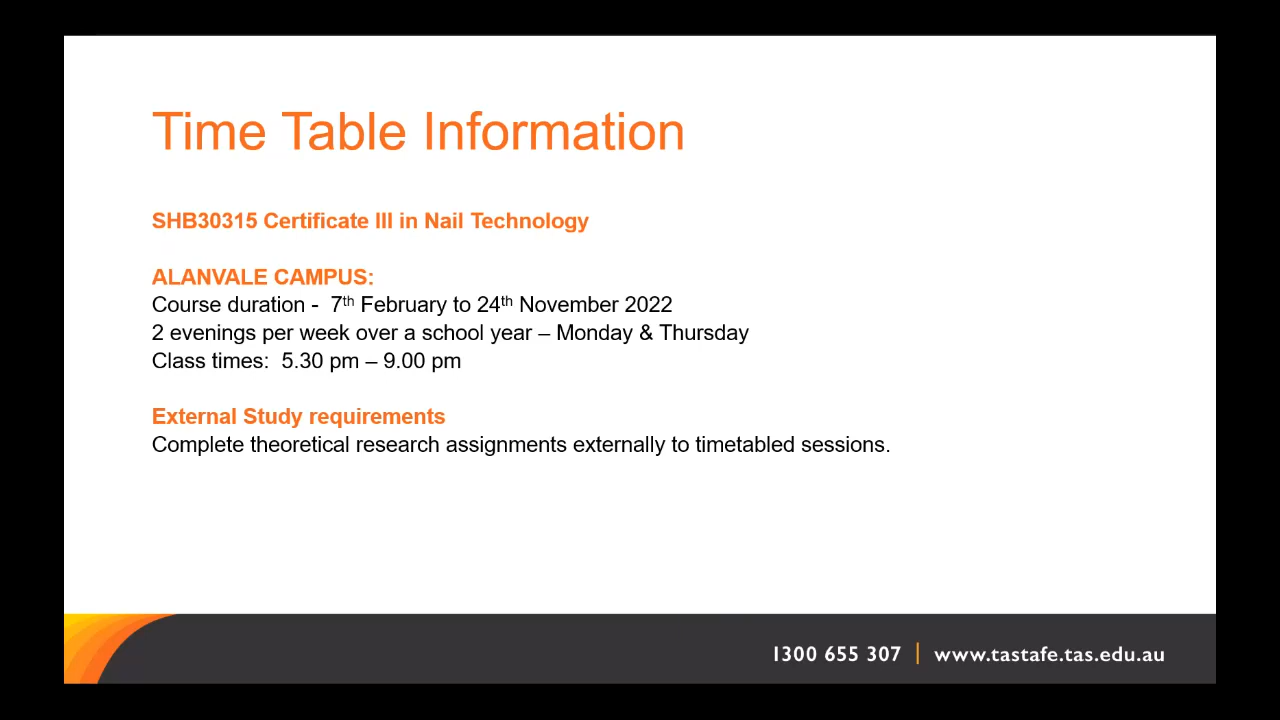 Time Table Information
SHB30315 Certificate III in Nail Technology
ALANVALE CAMPUS:
Course duration -  7th February to 24th November 2022
2 evenings per week over a school year – Monday & Thursday
Class times:  5.30 pm – 9.00 pm
External Study requirements
Complete theoretical research assignments externally to timetabled sessions.
1300 655 307 | www.tastafe.tas.edu.au